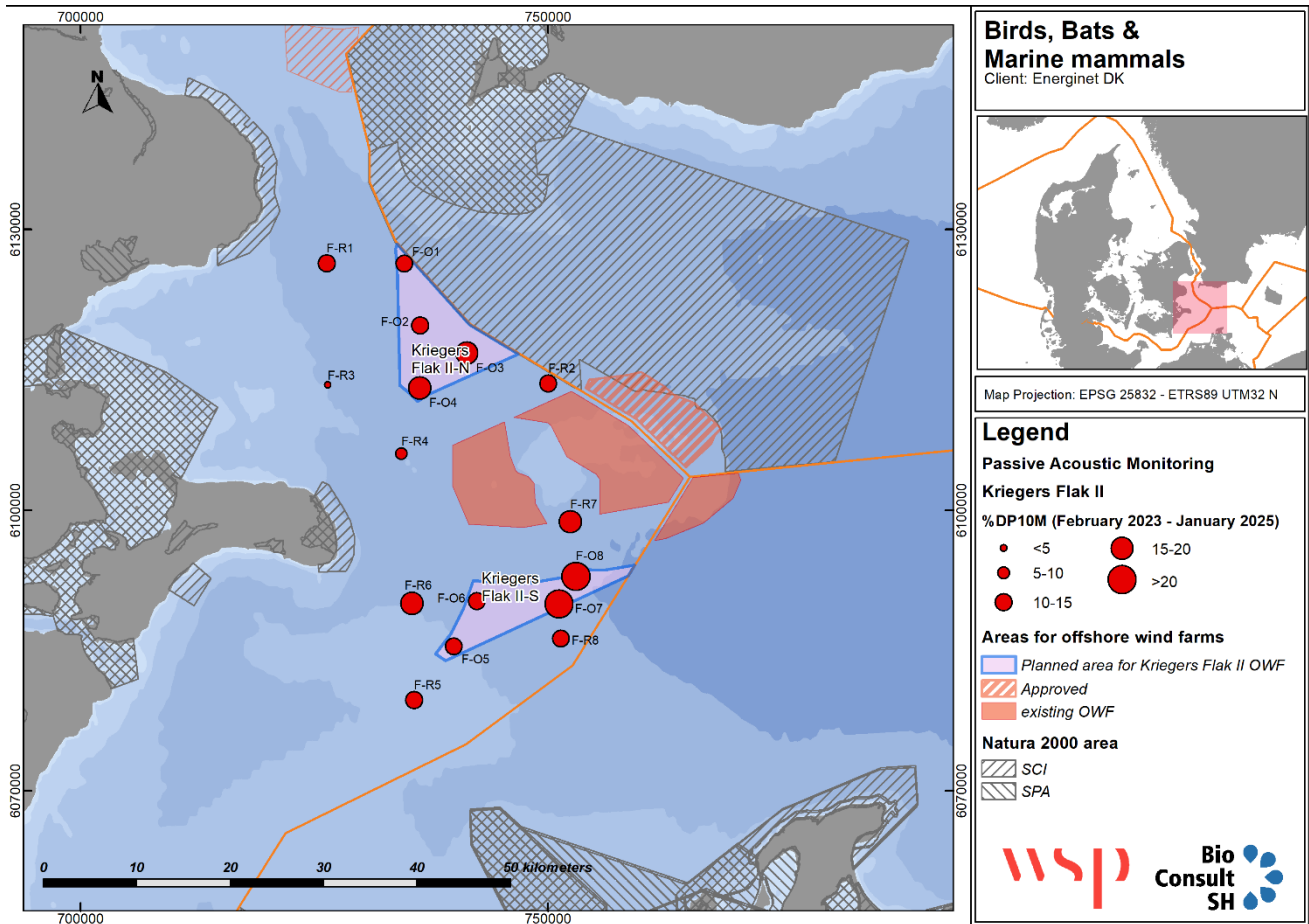 700000
750000
N
6130000
6130000
F-R1
F-O1
F-O2
Kriegers
Flak II-N
F-O3
F-R3
F-R2
F-O4
F-R4
6100000
6100000
F-R7
F-O8
Kriegers
Flak II-S
F-R6
F-O6
F-O7
F-R8
F-O5
F-R5
6070000
6070000
0 10 20 30 40 50 kilometers
700000
750000
Birds, Bats &
Marine mammals
Client: Energinet DK
Map Projection: EPSG 25832 - ETRS89 UTM32 N
Legend
Passive Acoustic Monitoring
Kriegers Flak II
%DP10M (February 2023 - January 2025)
<5 15-20
5-10 >20
10-15
Areas for offshore wind farms
Planned area for Kriegers Flak II OWF
Approved
existing OWF
Natura 2000 area
SCI
SPA
wsp
Bio
Consult
SH